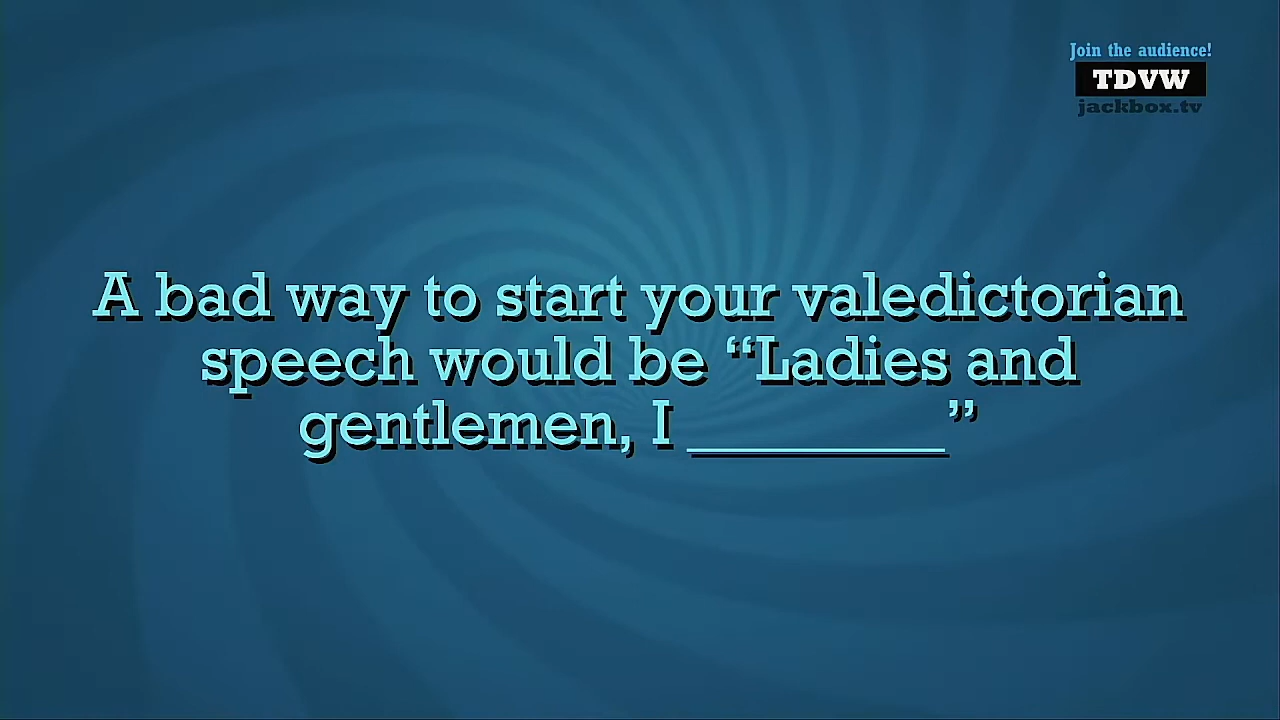 Join the audience!
TDVW
jackbox.tv
A bad way to start your valedictorian
speech would be “Ladies and
gentlemen, I ________”